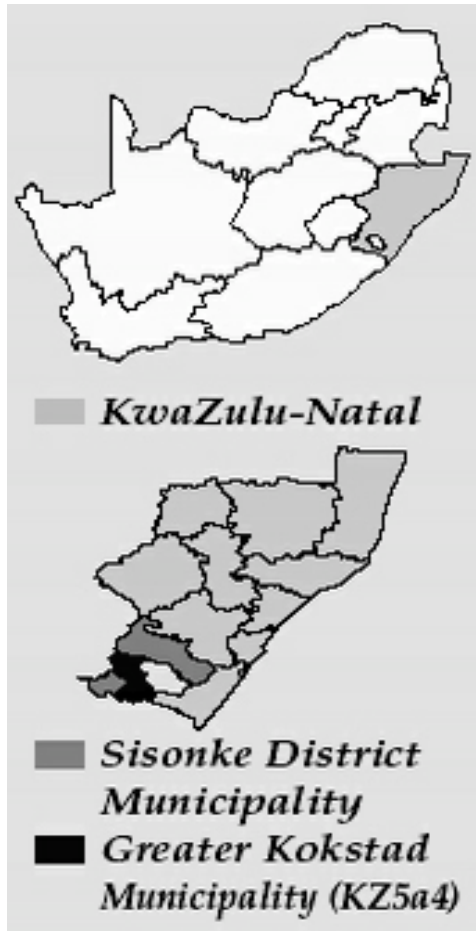 KwaZulu-Natal
Sisonke District
Municipality
Greater Kokstad
Municipality (KZ5a4)